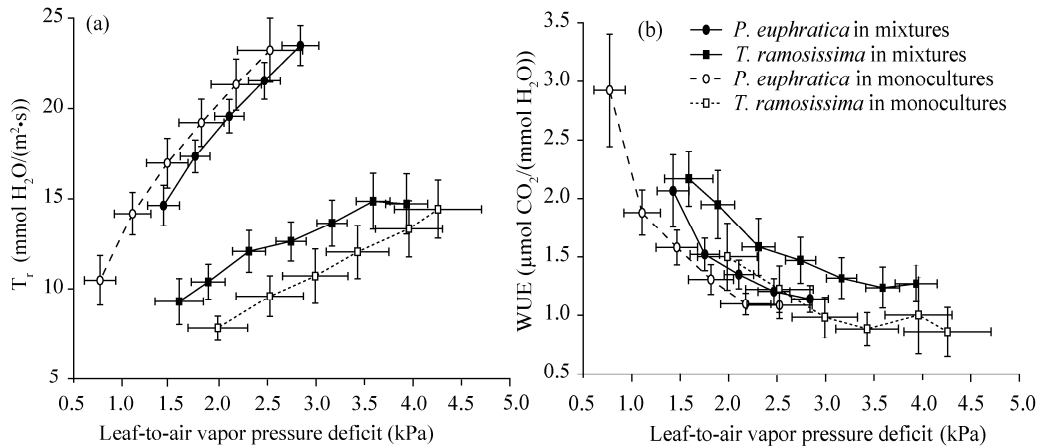 (a)
25
20
15
10
5
T_r (mmol H₂O/(m²•s))
0.5 1.0 1.5 2.0 2.5 3.0 3.5 4.0 4.5 5.0
Leaf-to-air vapor pressure deficit (kPa)
(b)
P. euphratica in mixtures
T. ramosissima in mixtures
P. euphratica in monocultures
T. ramosissima in monocultures
3.5
3.0
2.5
2.0
1.5
1.0
0.5
WUE (μmol CO₂/(mmol H₂O))
0.5 1.0 1.5 2.0 2.5 3.0 3.5 4.0 4.5 5.0
Leaf-to-air vapor pressure deficit (kPa)